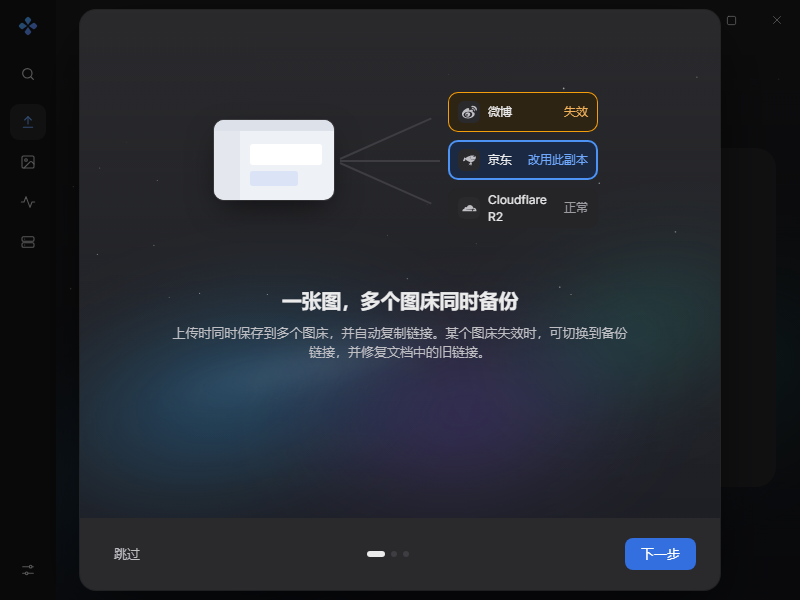 微博
失效
京东
改用此副本
Cloudflare
R2
正常
一张图，多个图床同时备份
上传时同时保存到多个图床，并自动复制链接。某个图床失效时，可切换到备份
链接，并修复文档中的旧链接。
跳过
下一步